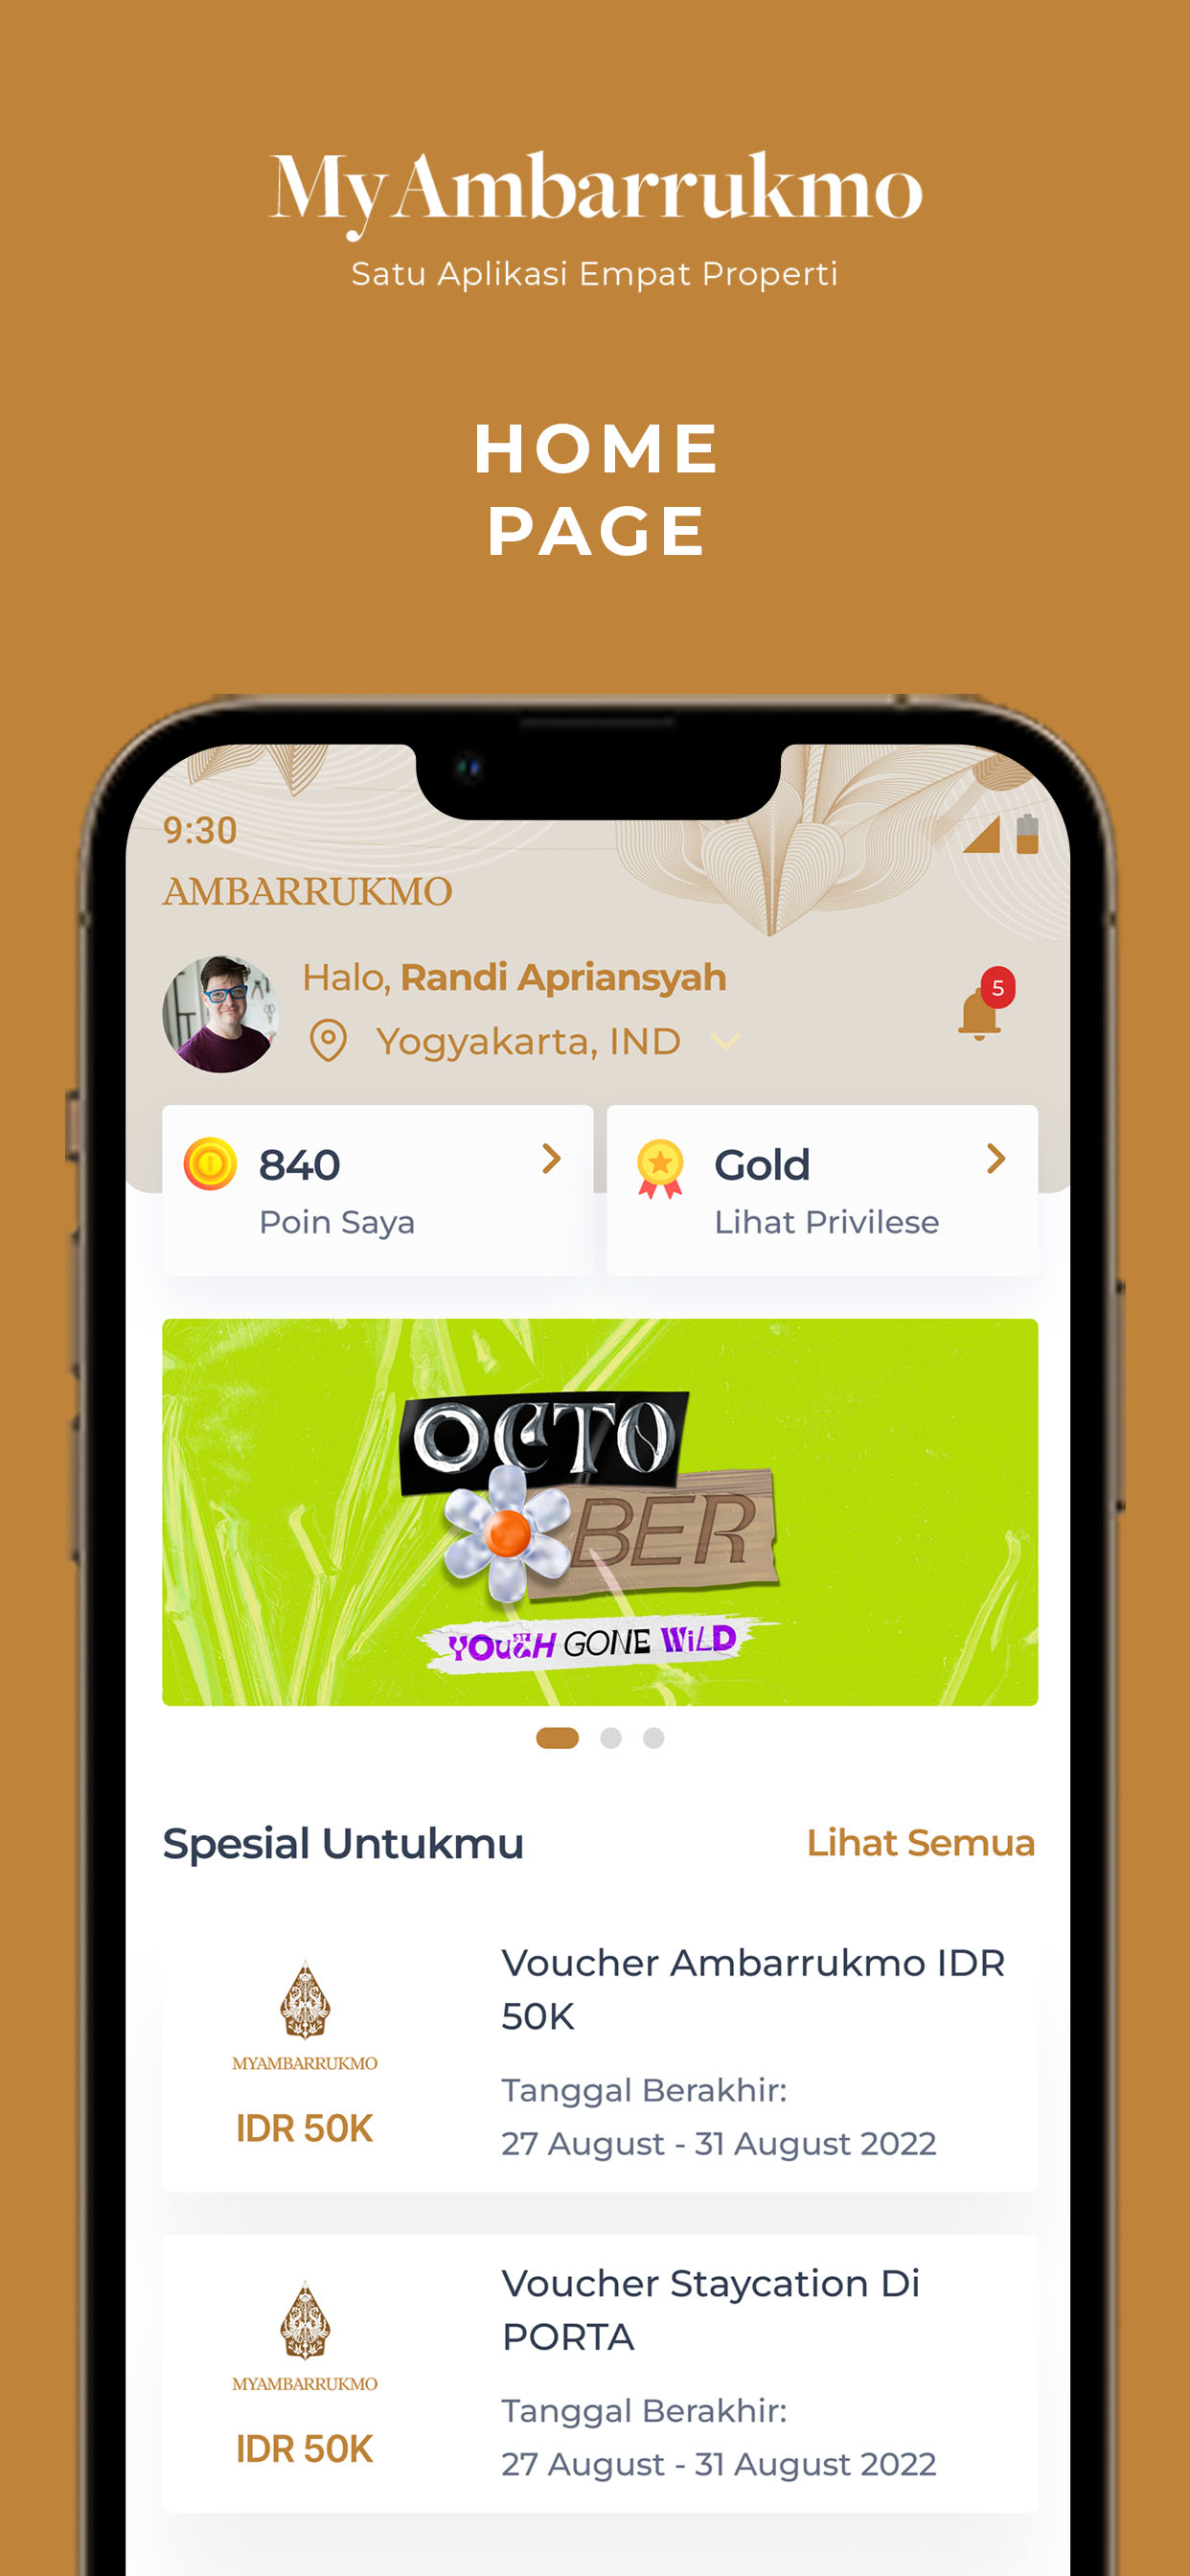 MyAmbarrukmo
Satu Aplikasi Empat Properti
HOME
PAGE
9:30
AMBARRUKMO
Halo, Randi Apriansyah
5
Yogyakarta, IND
840
Poin Saya
Gold
Lihat Privilese
OCTO
BER
YOUTH GONE WiLD
Spesial Untukmu
Lihat Semua
Voucher Ambarrukmo IDR
50K
MYAMBARRUKMO
IDR 50K
Tanggal Berakhir:
27 August - 31 August 2022
Voucher Staycation Di
PORTA
MYAMBARRUKMO
IDR 50K
Tanggal Berakhir:
27 August - 31 August 2022